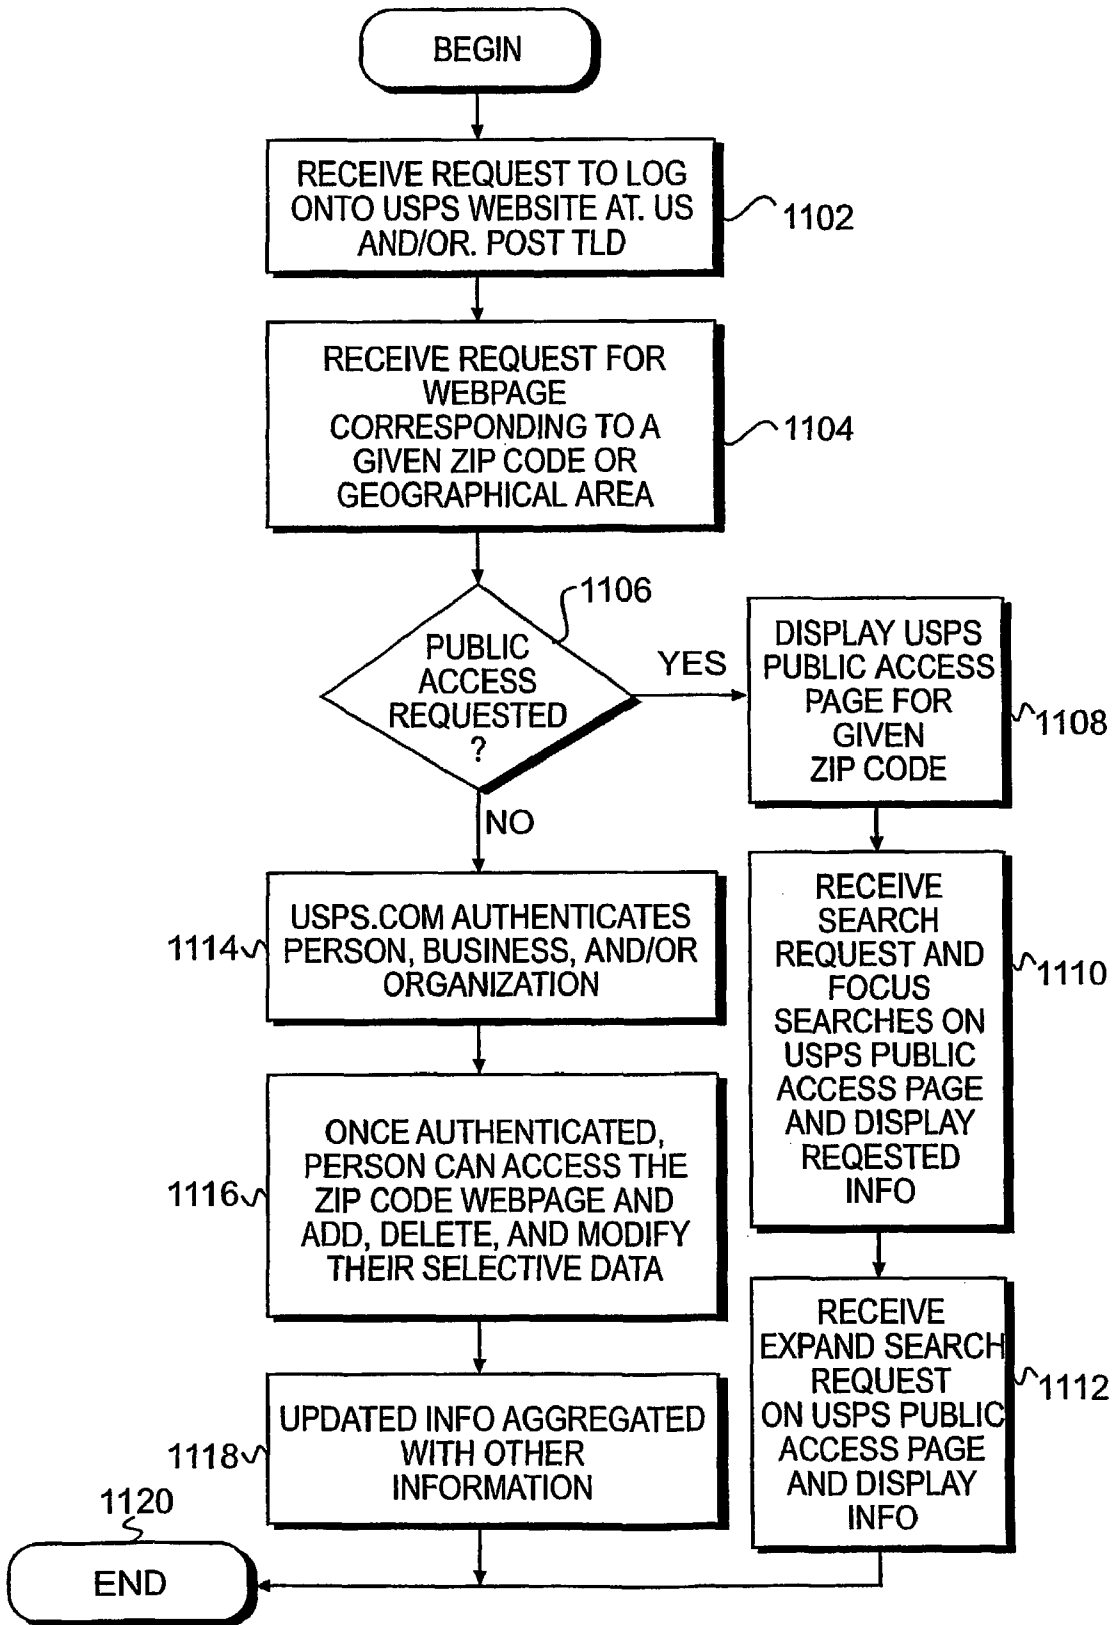 BEGIN
RECEIVE REQUEST TO LOG
ONTO USPS WEBSITE AT. US
AND/OR. POST TLD
1102
RECEIVE REQUEST FOR
WEBPAGE
CORRESPONDING TO A
GIVEN ZIP CODE OR
GEOGRAPHICAL AREA
1104
1106
PUBLIC
ACCESS
REQUESTED
?
YES
NO
DISPLAY USPS
PUBLIC ACCESS
PAGE FOR
GIVEN
ZIP CODE
1108
RECEIVE
SEARCH
REQUEST AND
FOCUS
SEARCHES ON
USPS PUBLIC
ACCESS PAGE
AND DISPLAY
REQESTED
INFO
1110
RECEIVE
EXPAND SEARCH
REQUEST
ON USPS PUBLIC
ACCESS PAGE
AND DISPLAY
INFO
1112
USPS.COM AUTHENTICATES
PERSON, BUSINESS, AND/OR
ORGANIZATION
1114
ONCE AUTHENTICATED,
PERSON CAN ACCESS THE
ZIP CODE WEBPAGE AND
ADD, DELETE, AND MODIFY
THEIR SELECTIVE DATA
1116
UPDATED INFO AGGREGATED
WITH OTHER
INFORMATION
1118
1120
END